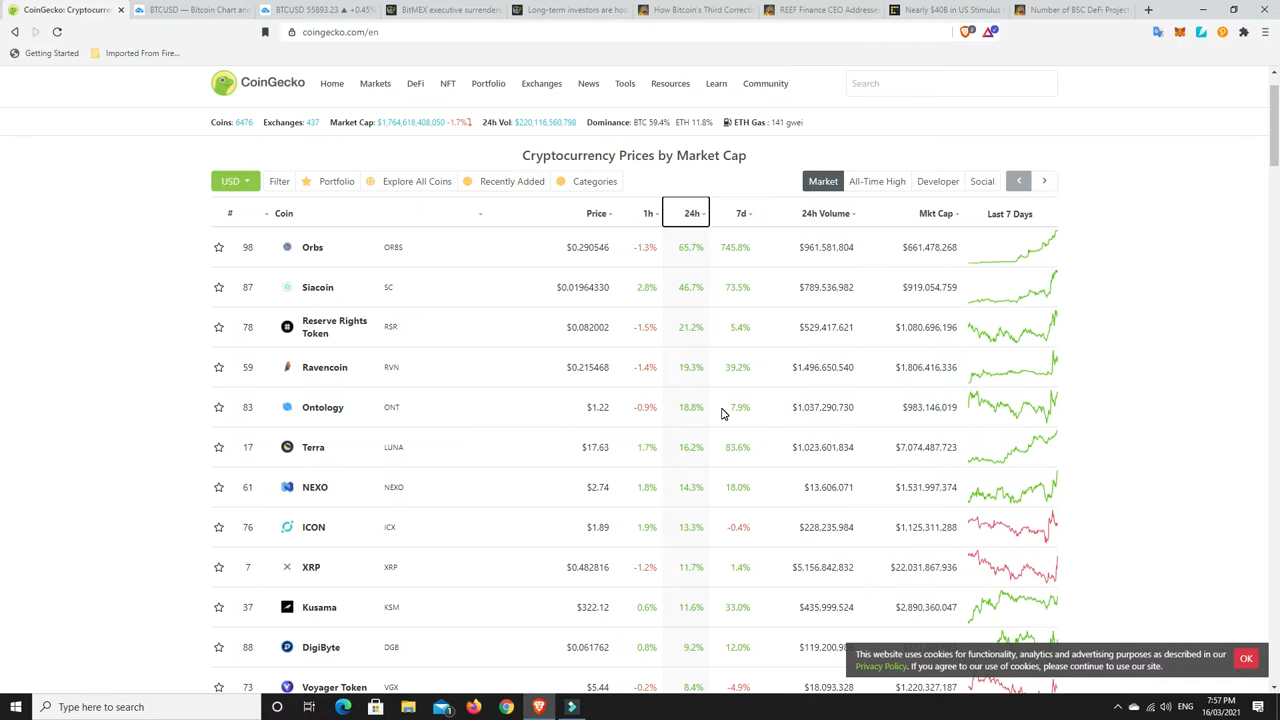 CoinGecko: Cryptocurrenc
BTCUSD — Bitcoin Chart and
BTCUSD 55893.23 ▲ +0.45%
BitMEX executive surrenders
Long-term investors are hod
How Bitcoin's Third Correcti
REEF Finance CEO Addresses
Nearly $40B in US Stimulus
Number of BSC DeFi Project
coingecko.com/en
Getting Started
Imported From Fire...
CoinGecko
Home
Markets
DeFi
NFT
Portfolio
Exchanges
News
Tools
Resources
Learn
Community
Search
Coins: 6476 Exchanges: 437 Market Cap: $1,764,618,408,050 -1.7% 24h Vol: $220,116,560,798 Dominance: BTC 59.4% ETH 11.8% ETH Gas : 141 gwei
Cryptocurrency Prices by Market Cap
USD Filter Portfolio Explore All Coins Recently Added Categories Market All-Time High Developer Social
# Coin Price 1h 24h 7d 24h Volume Mkt Cap Last 7 Days
98 Orbs ORBS $0.290546 -1.3% 65.7% 745.8% $961,581,804 $661,478,268
87 Siacoin SC $0.01964330 2.8% 46.7% 73.5% $789,536,982 $919,054,759
78 Reserve Rights Token RSR $0.082002 -1.5% 21.2% 5.4% $529,417,621 $1,080,696,196
59 Ravencoin RVN $0.215468 -1.4% 19.3% 39.2% $1,496,650,540 $1,806,416,336
83 Ontology ONT $1.22 -0.9% 18.8% 7.9% $1,037,290,730 $983,146,019
17 Terra LUNA $17.63 1.7% 16.2% 83.6% $1,023,601,834 $7,074,487,723
61 NEXO NEXO $2.74 1.8% 14.3% 18.0% $13,606,071 $1,531,997,374
76 ICON ICX $1.89 1.9% 13.3% -0.4% $228,235,984 $1,125,311,288
7 XRP XRP $0.482816 -1.2% 11.7% 1.4% $5,156,842,832 $22,031,867,936
37 Kusama KSM $322.12 0.6% 11.6% 33.0% $435,999,524 $2,890,360,047
88 DigiByte DGB $0.061762 0.8% 9.2% 12.0% $119,200,9
73 Voyager Token VGX $5.44 -0.2% 8.4% -4.9% $18,093,328 $1,220,327,187
This website uses cookies for functionality, analytics and advertising purposes as described in our
Privacy Policy. If you agree to our use of cookies, please continue to use our site.
OK
Type here to search
ENG
7:57 PM
16/03/2021